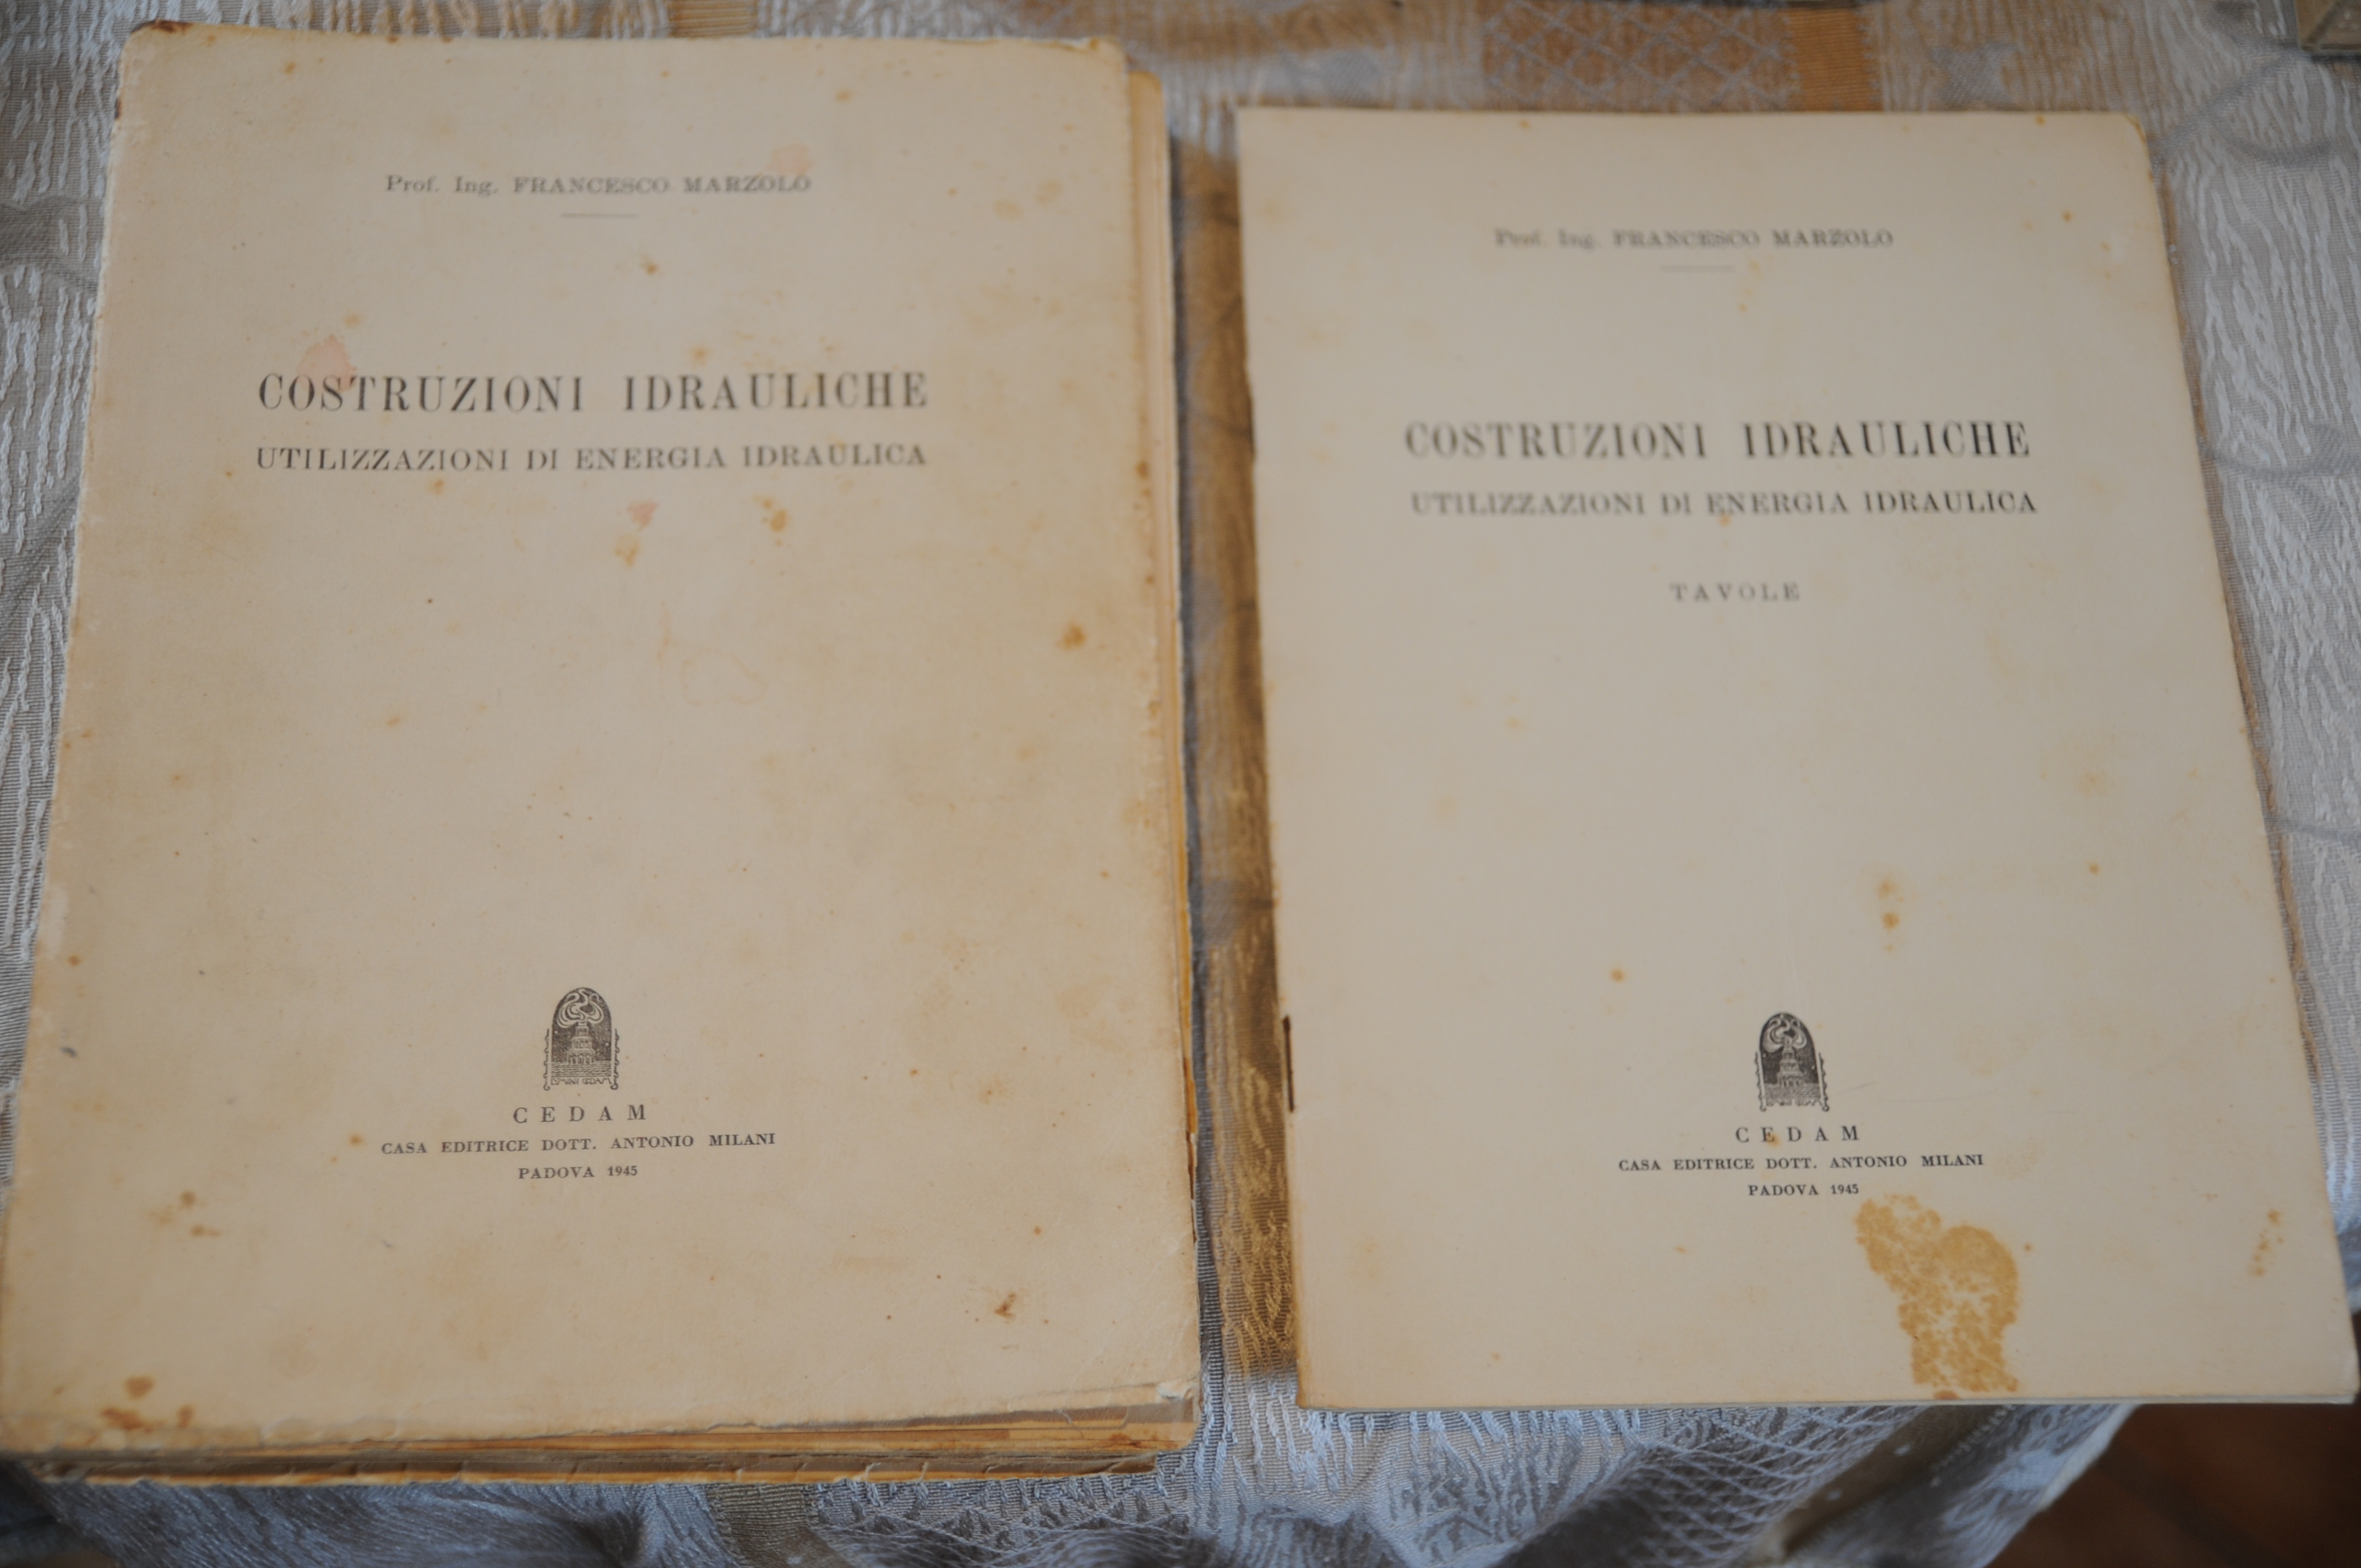 Prof. Ing. FRANCESCO MARZOLO
COSTRUZIONI IDRAULICHE
UTILIZZAZIONI DI ENERGIA IDRAULICA
CEDAM
CASA EDITRICE DOTT. ANTONIO MILANI
PADOVA 1945
Prof. Ing. FRANCESCO MARZOLO
COSTRUZIONI IDRAULICHE
UTILIZZAZIONI DI ENERGIA IDRAULICA
TAVOLE
CEDAM
CASA EDITRICE DOTT. ANTONIO MILANI
PADOVA 1945